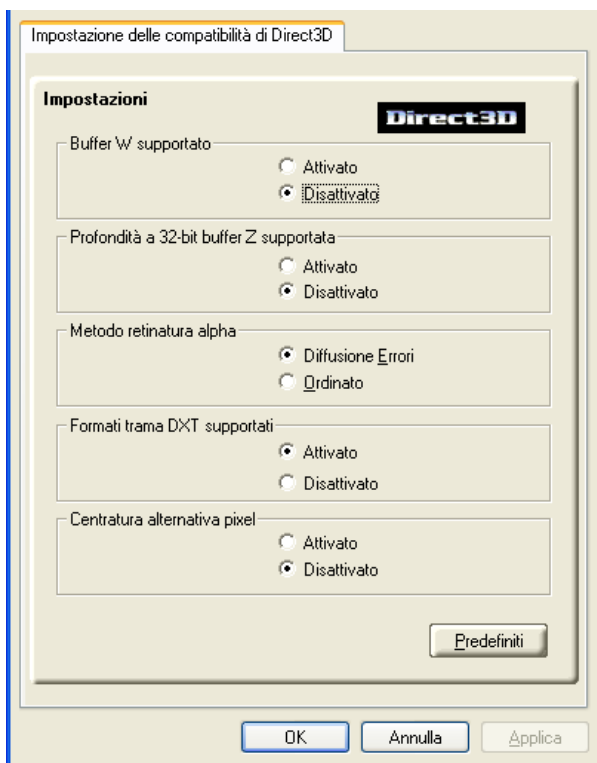 Impostazione delle compatibilità di Direct3D
Impostazioni
Direct3D
Buffer W supportato
Attivato
Disattivato
Profondità a 32-bit buffer Z supportata
Attivato
Disattivato
Metodo retinatura alpha
Diffusione Errori
Ordinato
Formati trama DXT supportati
Attivato
Disattivato
Centratura alternativa pixel
Attivato
Disattivato
Predefiniti
OK Annulla Applica